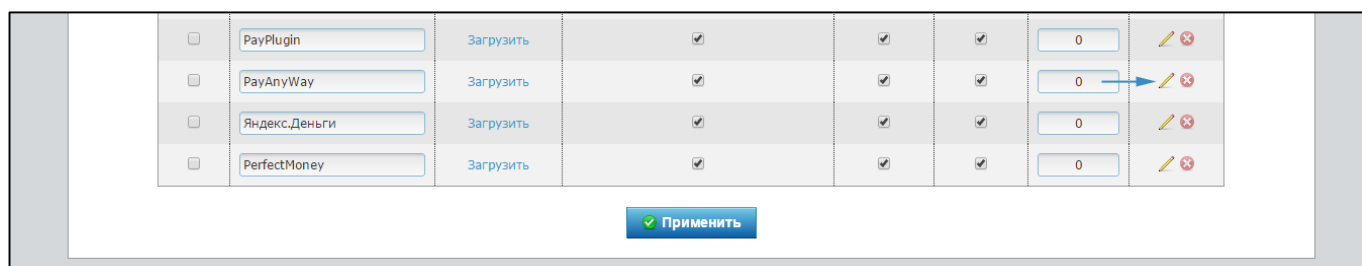 PayPlugin Загрузить 0
PayAnyWay Загрузить 0
Яндекс.Деньги Загрузить 0
PerfectMoney Загрузить 0
Применить